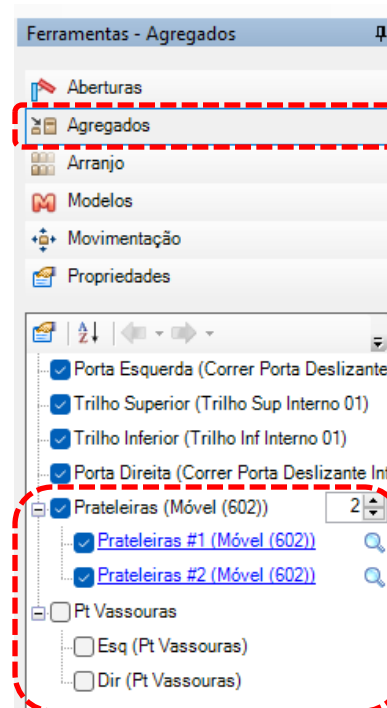 Ferramentas - Agregados
Aberturas
Agregados
Arranjo
Modelos
Movimentação
Propriedades
Porta Esquerda (Correr Porta Deslizante
Trilho Superior (Trilho Sup Interno 01)
Trilho Inferior (Trilho Inf Interno 01)
Porta Direita (Correr Porta Deslizante Inf
Prateleiras (Móvel (602)) 2
Prateleiras #1 (Móvel (602))
Prateleiras #2 (Móvel (602))
Pt Vassouras
Esq (Pt Vassouras)
Dir (Pt Vassouras)